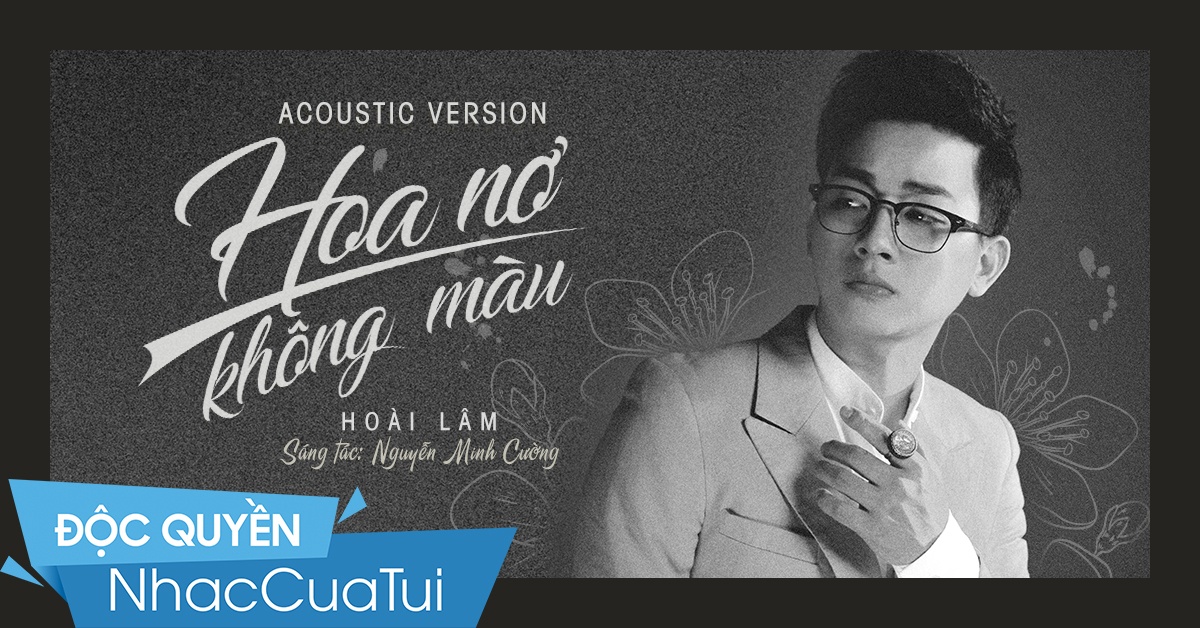 ACOUSTIC VERSION
Hoa nở
không màu
HOÀI LÂM
Sáng tác: Nguyễn Minh Cường
ĐỘC QUYỀN
NhacCuaTui